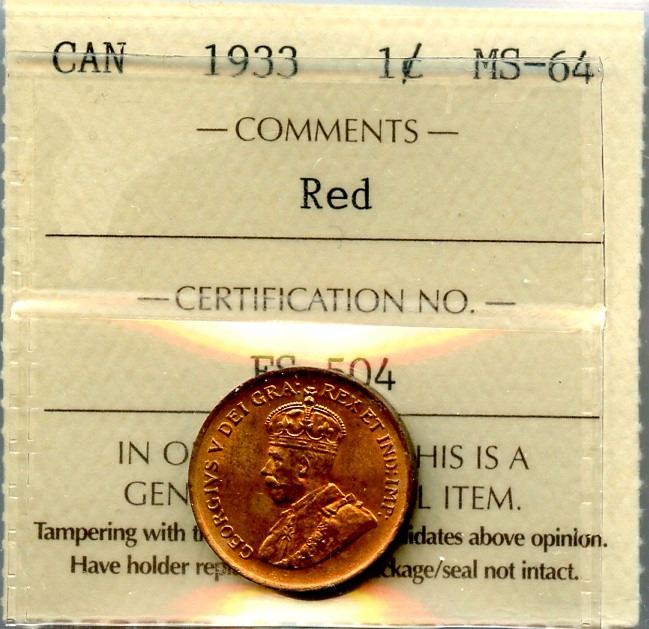 CAN 1933 1¢ MS-64
— COMMENTS —
Red
— CERTIFICATION NO. —
504
IN O HIS IS A
GEN L ITEM.
Tampering with t idates above opinion.
Have holder rep kage/seal not intact.
GEORGIVS V DEI GRA: REX ET IND: IMP: